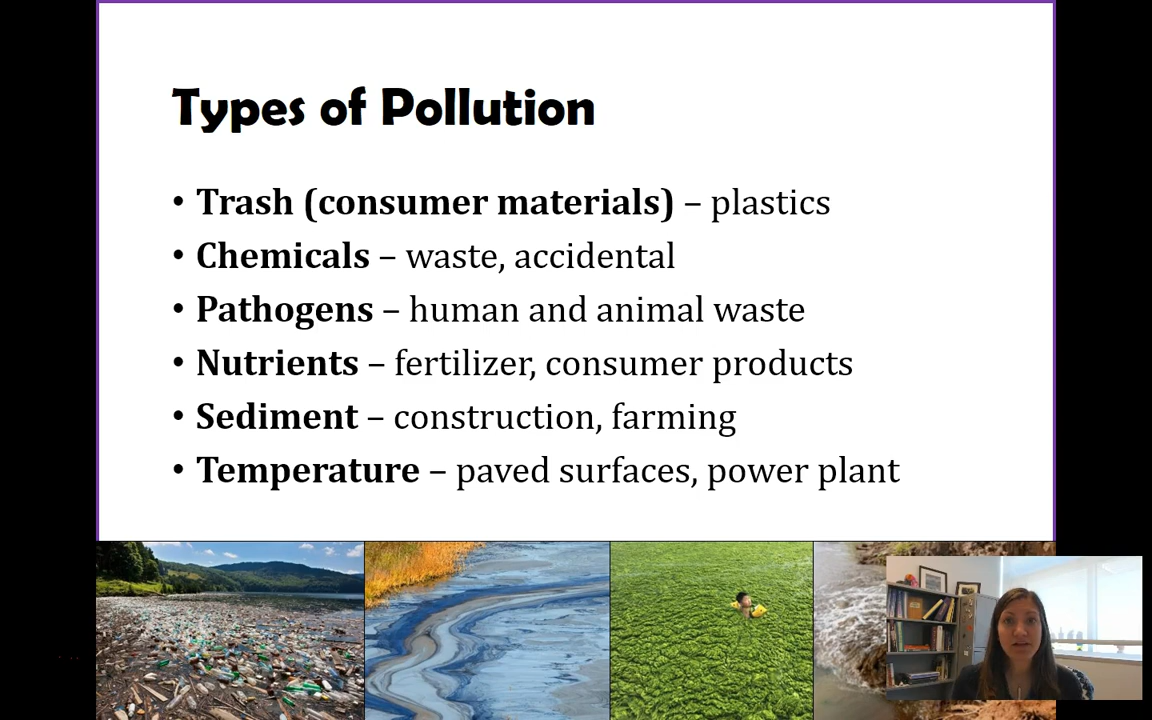 Types of Pollution
• Trash (consumer materials) – plastics
• Chemicals – waste, accidental
• Pathogens – human and animal waste
• Nutrients – fertilizer, consumer products
• Sediment – construction, farming
• Temperature – paved surfaces, power plant